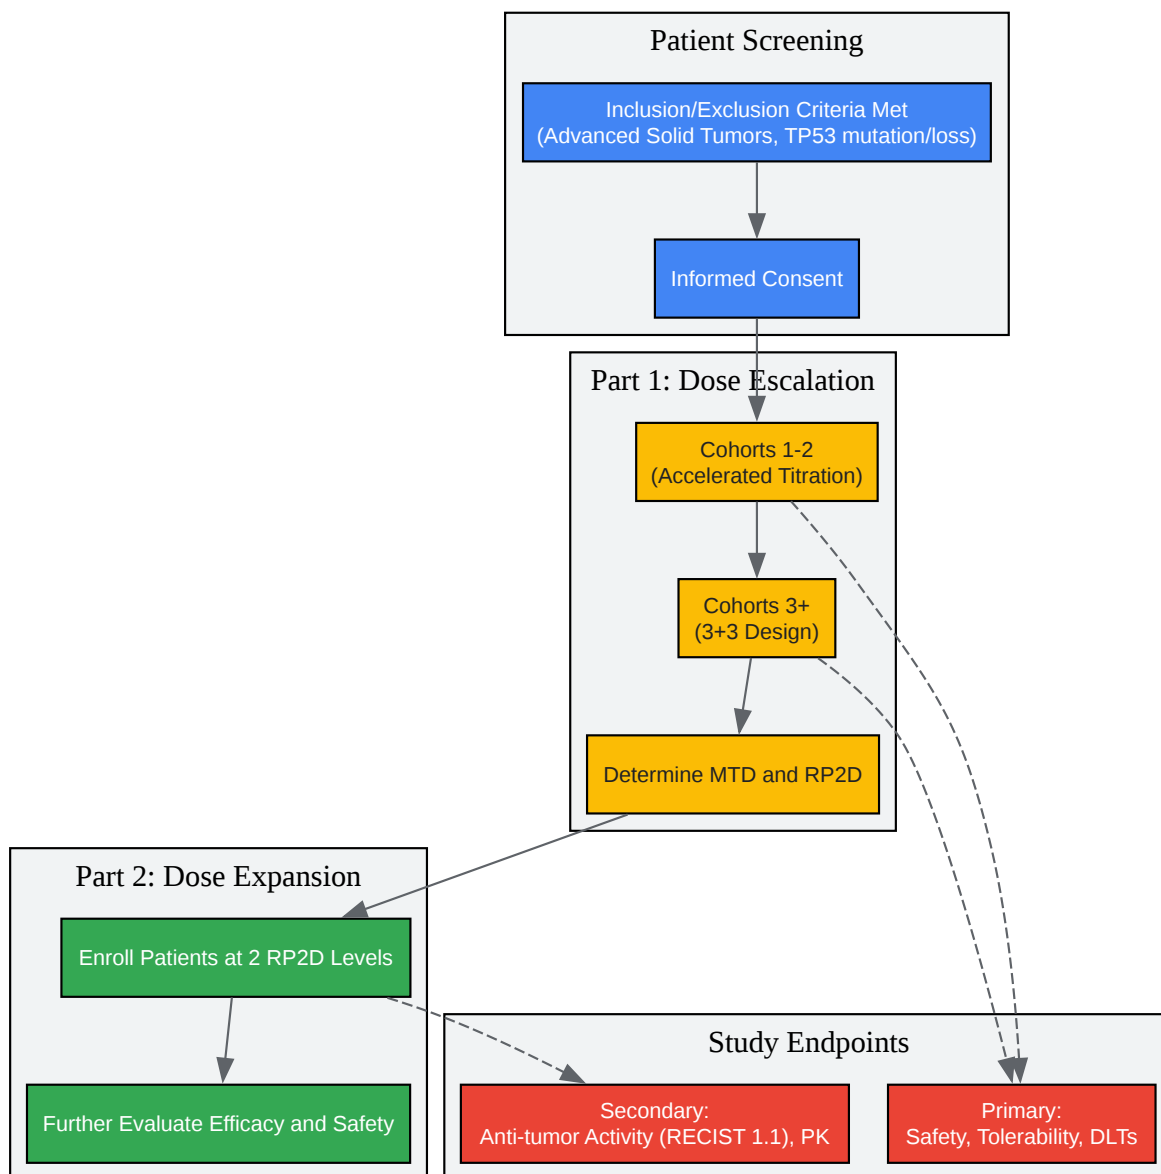 Patient Screening
Inclusion/Exclusion Criteria Met
(Advanced Solid Tumors, TP53 mutation/loss)
Informed Consent
Part 1: Dose Escalation
Cohorts 1-2
(Accelerated Titration)
Cohorts 3+
(3+3 Design)
Determine MTD and RP2D
Part 2: Dose Expansion
Enroll Patients at 2 RP2D Levels
Further Evaluate Efficacy and Safety
Study Endpoints
Secondary:
Anti-tumor Activity (RECIST 1.1), PK
Primary:
Safety, Tolerability, DLTs